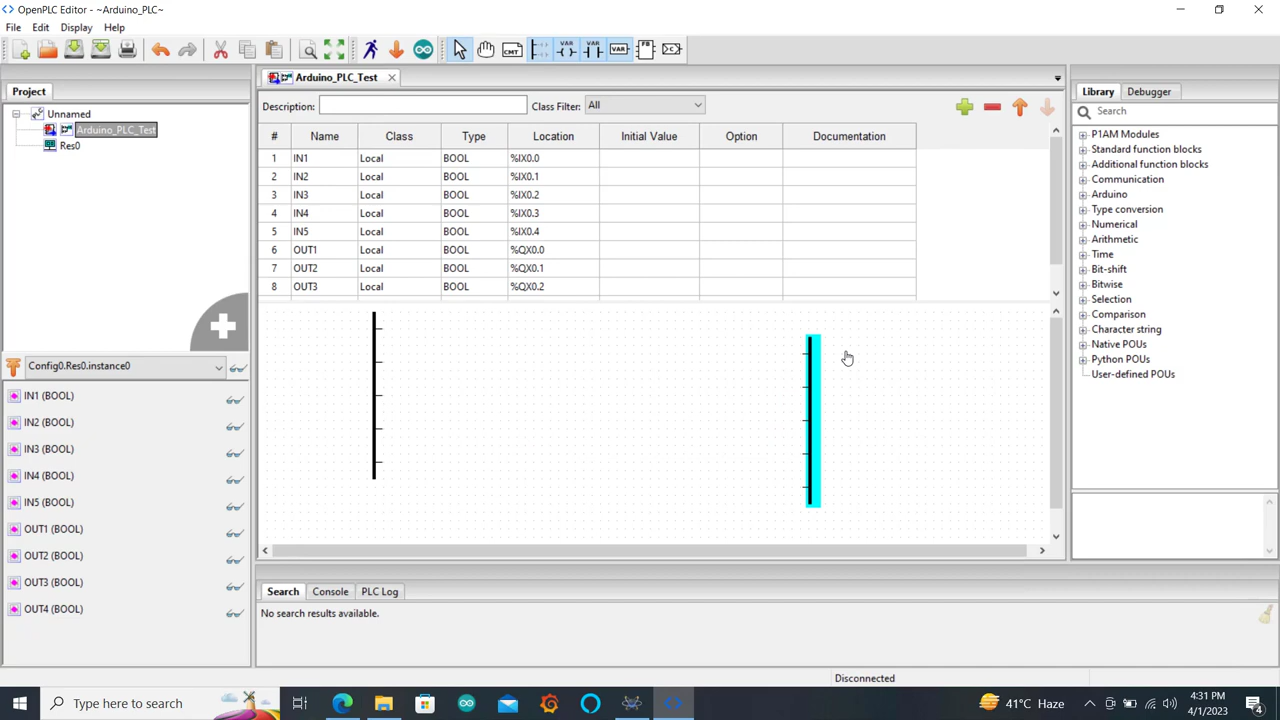 OpenPLC Editor - ~Arduino_PLC~
File Edit Display Help
CMT VAR VAR VAR FB
Project
Unnamed
Arduino_PLC_Test
Res0
Config0.Res0.instance0
IN1 (BOOL)
IN2 (BOOL)
IN3 (BOOL)
IN4 (BOOL)
IN5 (BOOL)
OUT1 (BOOL)
OUT2 (BOOL)
OUT3 (BOOL)
OUT4 (BOOL)
Arduino_PLC_Test
Description: Class Filter: All
# Name Class Type Location Initial Value Option Documentation
1 IN1 Local BOOL %IX0.0
2 IN2 Local BOOL %IX0.1
3 IN3 Local BOOL %IX0.2
4 IN4 Local BOOL %IX0.3
5 IN5 Local BOOL %IX0.4
6 OUT1 Local BOOL %QX0.0
7 OUT2 Local BOOL %QX0.1
8 OUT3 Local BOOL %QX0.2
Search Console PLC Log
No search results available.
Library Debugger
Search
P1AM Modules
Standard function blocks
Additional function blocks
Communication
Arduino
Type conversion
Numerical
Arithmetic
Time
Bit-shift
Bitwise
Selection
Comparison
Character string
Native POUs
Python POUs
User-defined POUs
Disconnected
Type here to search
41°C Haze
4:31 PM
4/1/2023